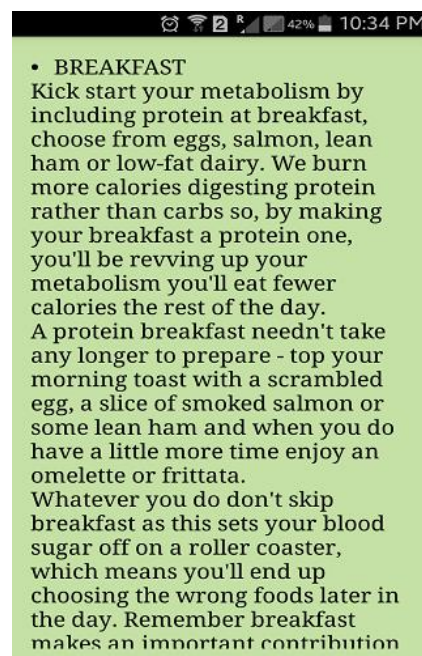 R 2 42% 10:34 PM
• BREAKFAST
Kick start your metabolism by
including protein at breakfast,
choose from eggs, salmon, lean
ham or low-fat dairy. We burn
more calories digesting protein
rather than carbs so, by making
your breakfast a protein one,
you'll be revving up your
metabolism you'll eat fewer
calories the rest of the day.
A protein breakfast needn't take
any longer to prepare - top your
morning toast with a scrambled
egg, a slice of smoked salmon or
some lean ham and when you do
have a little more time enjoy an
omelette or frittata.
Whatever you do don't skip
breakfast as this sets your blood
sugar off on a roller coaster,
which means you'll end up
choosing the wrong foods later in
the day. Remember breakfast
makes an important contribution